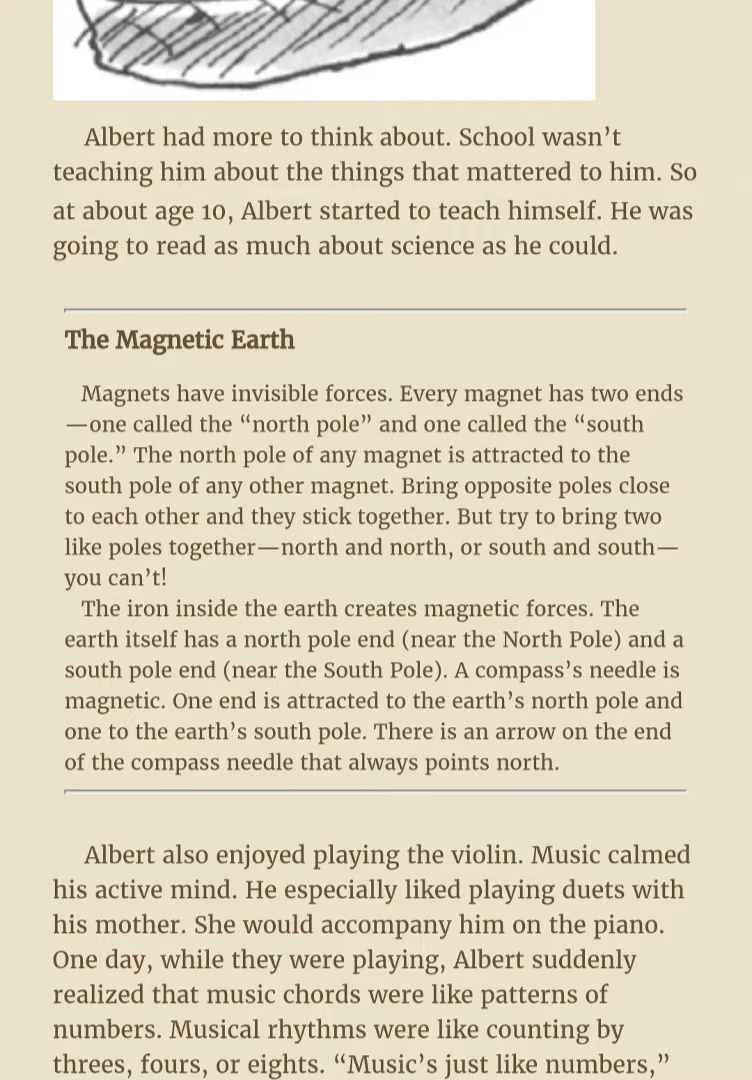 Albert had more to think about. School wasn’t
teaching him about the things that mattered to him. So
at about age 10, Albert started to teach himself. He was
going to read as much about science as he could.
The Magnetic Earth
Magnets have invisible forces. Every magnet has two ends
—one called the “north pole” and one called the “south
pole.” The north pole of any magnet is attracted to the
south pole of any other magnet. Bring opposite poles close
to each other and they stick together. But try to bring two
like poles together—north and north, or south and south—
you can’t!
The iron inside the earth creates magnetic forces. The
earth itself has a north pole end (near the North Pole) and a
south pole end (near the South Pole). A compass’s needle is
magnetic. One end is attracted to the earth’s north pole and
one to the earth’s south pole. There is an arrow on the end
of the compass needle that always points north.
Albert also enjoyed playing the violin. Music calmed
his active mind. He especially liked playing duets with
his mother. She would accompany him on the piano.
One day, while they were playing, Albert suddenly
realized that music chords were like patterns of
numbers. Musical rhythms were like counting by
threes, fours, or eights. “Music’s just like numbers,”